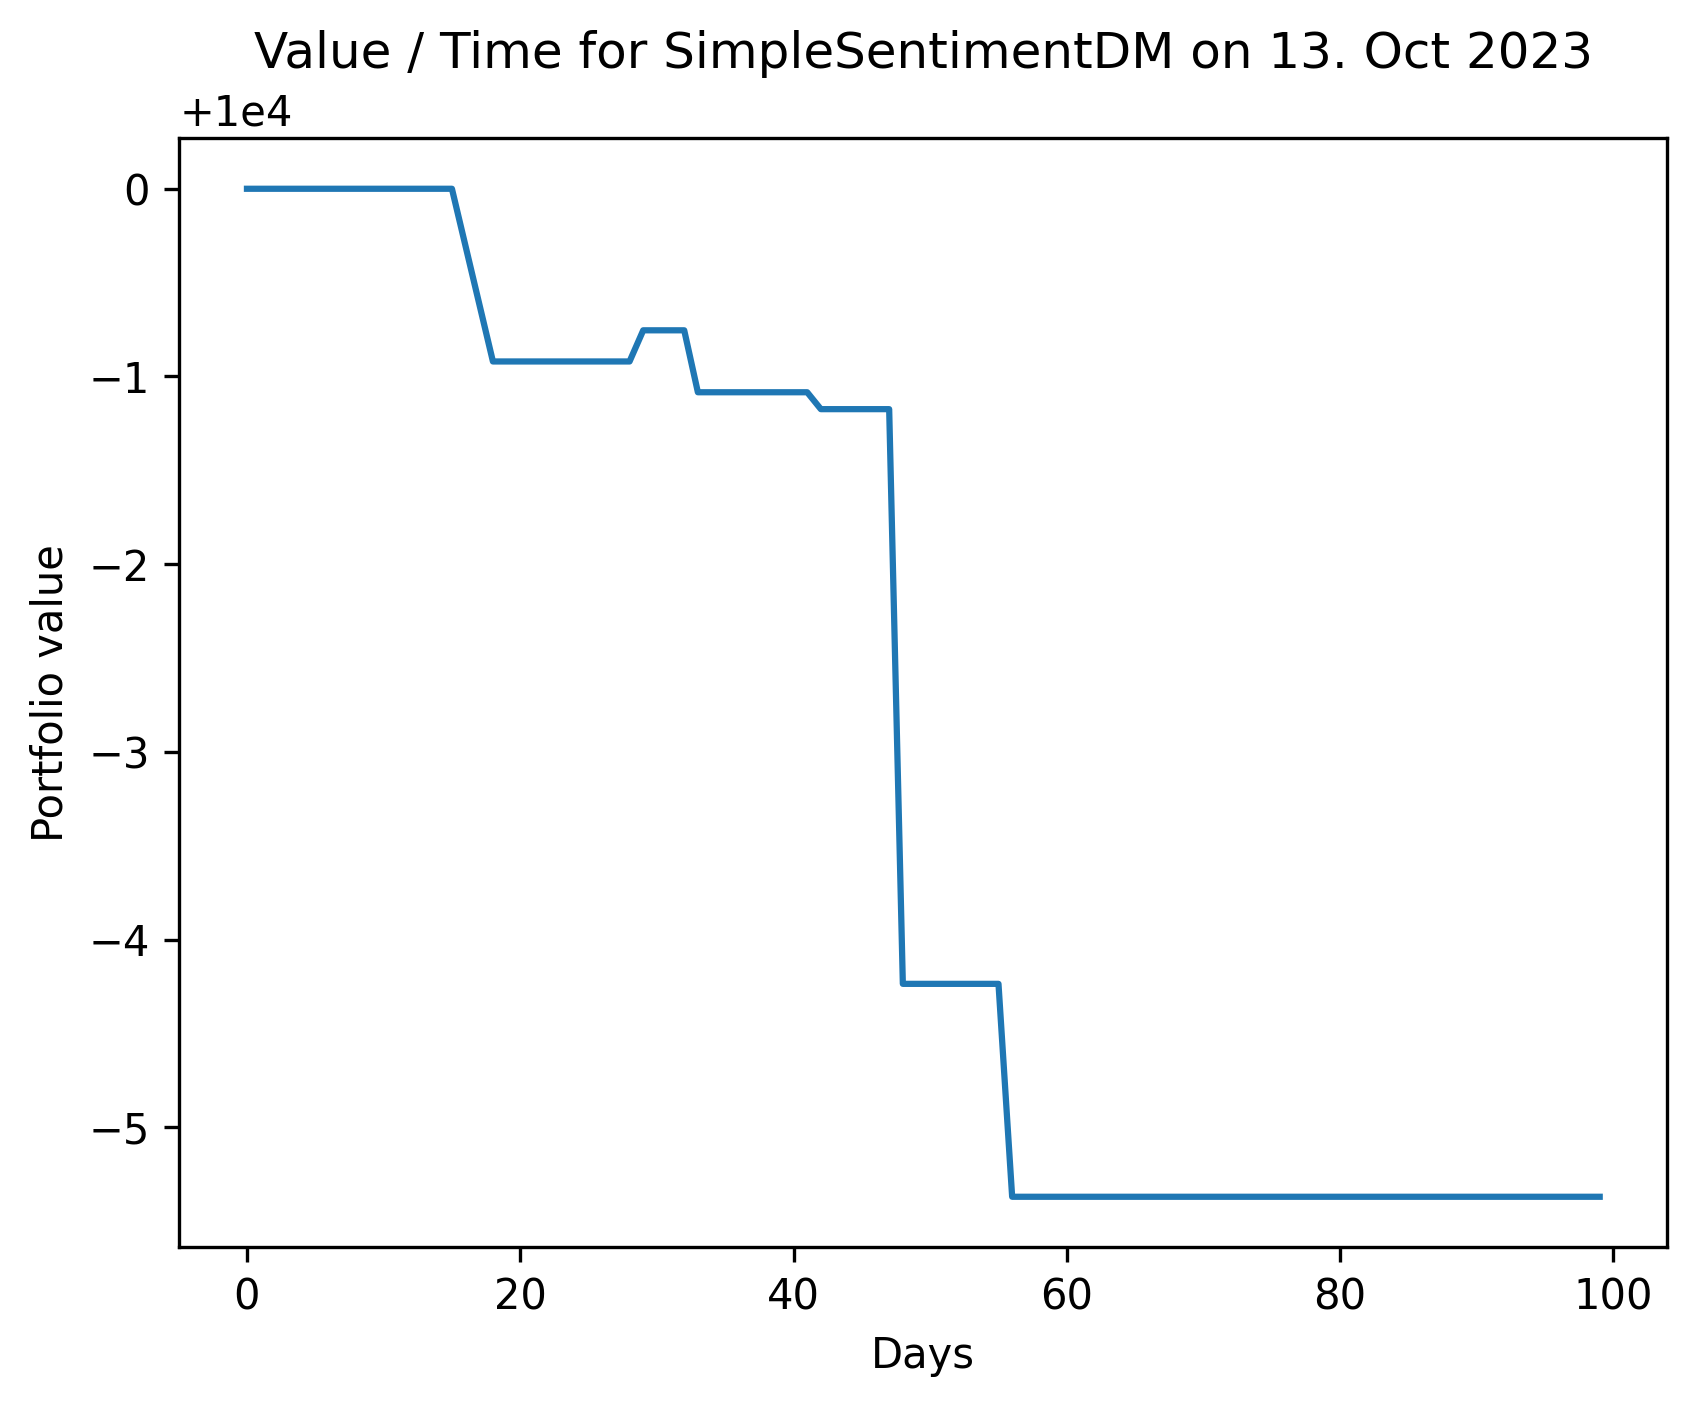 Value / Time for SimpleSentimentDM on 13. Oct 2023
+1e4
0
−1
−2
−3
−4
−5
Portfolio value
0 20 40 60 80 100
Days